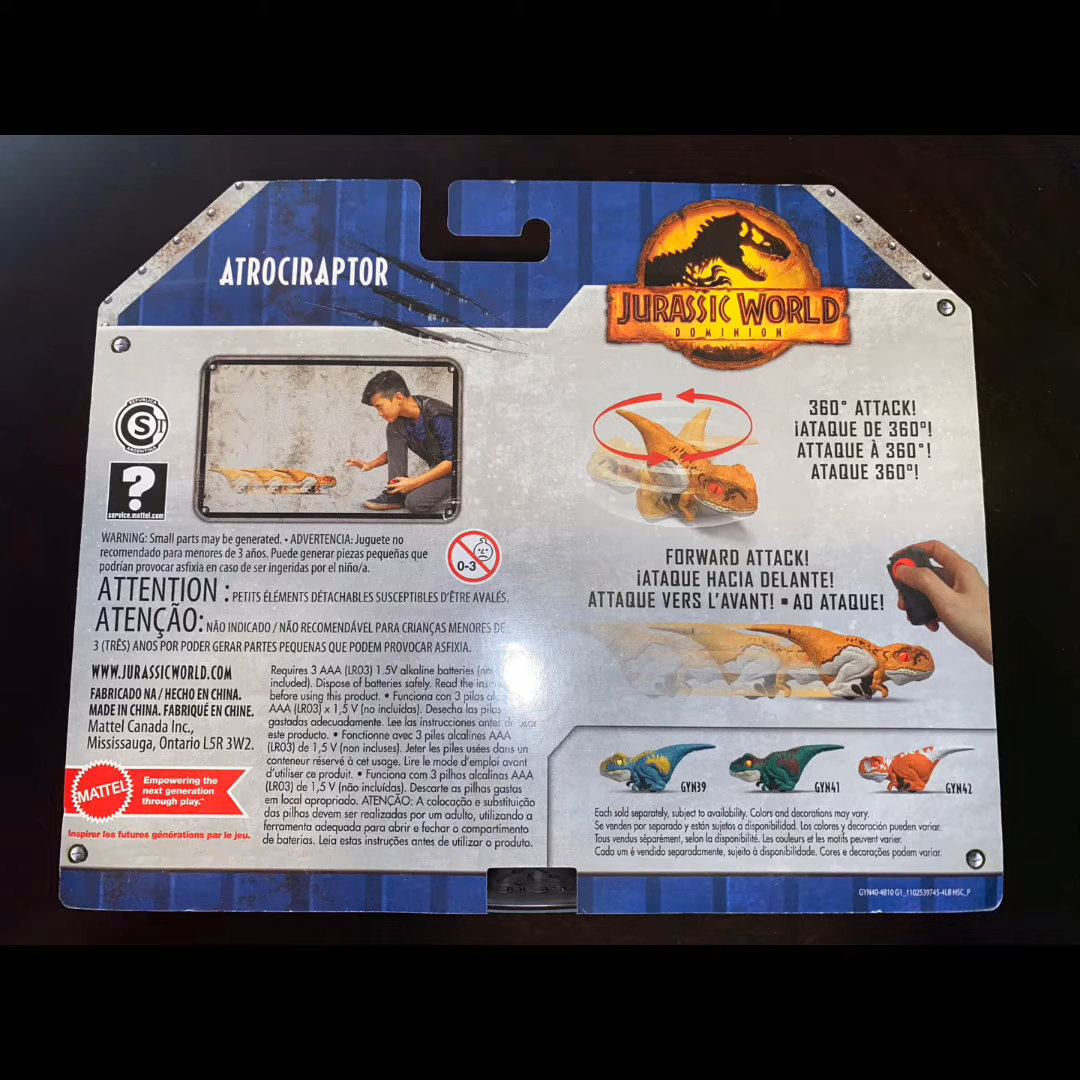 ATROCIRAPTOR
JURASSIC WORLD
DOMINION
REPUBLICA
S T
ARGENTINA
?
service.mattel.com
360° ATTACK!
¡ATAQUE DE 360°!
ATTAQUE À 360°!
ATAQUE 360°!
WARNING: Small parts may be generated. • ADVERTENCIA: Juguete no
recomendado para menores de 3 años. Puede generar piezas pequeñas que
podrían provocar asfixia en caso de ser ingeridas por el niño/a.
0-3
ATTENTION : PETITS ÉLÉMENTS DÉTACHABLES SUSCEPTIBLES D'ÊTRE AVALÉS.
ATENÇÃO: NÃO INDICADO / NÃO RECOMENDÁVEL PARA CRIANÇAS MENORES DE
3 (TRÊS) ANOS POR PODER GERAR PARTES PEQUENAS QUE PODEM PROVOCAR ASFIXIA.
FORWARD ATTACK!
¡ATAQUE HACIA DELANTE!
ATTAQUE VERS L'AVANT! • AO ATAQUE!
WWW.JURASSICWORLD.COM
FABRICADO NA / HECHO EN CHINA.
MADE IN CHINA. FABRIQUÉ EN CHINE.
Mattel Canada Inc.,
Mississauga, Ontario L5R 3W2.
MATTEL
Empowering the
next generation
through play.™
Inspirer les futures générations par le jeu.
Requires 3 AAA (LR03) 1.5V alkaline batteries (not
included). Dispose of batteries safely. Read the
before using this product. • Funciona con 3 pilas
AAA (LR03) x 1,5 V (no incluidas). Desecha las pilas
gastadas adecuadamente. Lee las instrucciones antes de usar
este producto. • Fonctionne avec 3 piles alcalines AAA
(LR03) de 1,5 V (non incluses). Jeter les piles usées dans un
conteneur réservé à cet usage. Lire le mode d'emploi avant
d'utiliser ce produit. • Funciona com 3 pilhas alcalinas AAA
(LR03) de 1,5 V (não incluídas). Descarte as pilhas gastas
em local apropriado. ATENÇÃO: A colocação e substituição
das pilhas devem ser realizadas por um adulto, utilizando a
ferramenta adequada para abrir e fechar o compartimento
de baterias. Leia estas instruções antes de utilizar o produto.
GYN39
GYN41
GYN42
Each sold separately, subject to availability. Colors and decorations may vary.
Se venden por separado y están sujetos a disponibilidad. Los colores y decoración pueden variar.
Tous vendus séparément, selon la disponibilité. Les couleurs et les motifs peuvent varier.
Cada um é vendido separadamente, sujeito à disponibilidade. Cores e decorações podem variar.
GYN40-4B10 G1_1102539745-4LB HSC_P